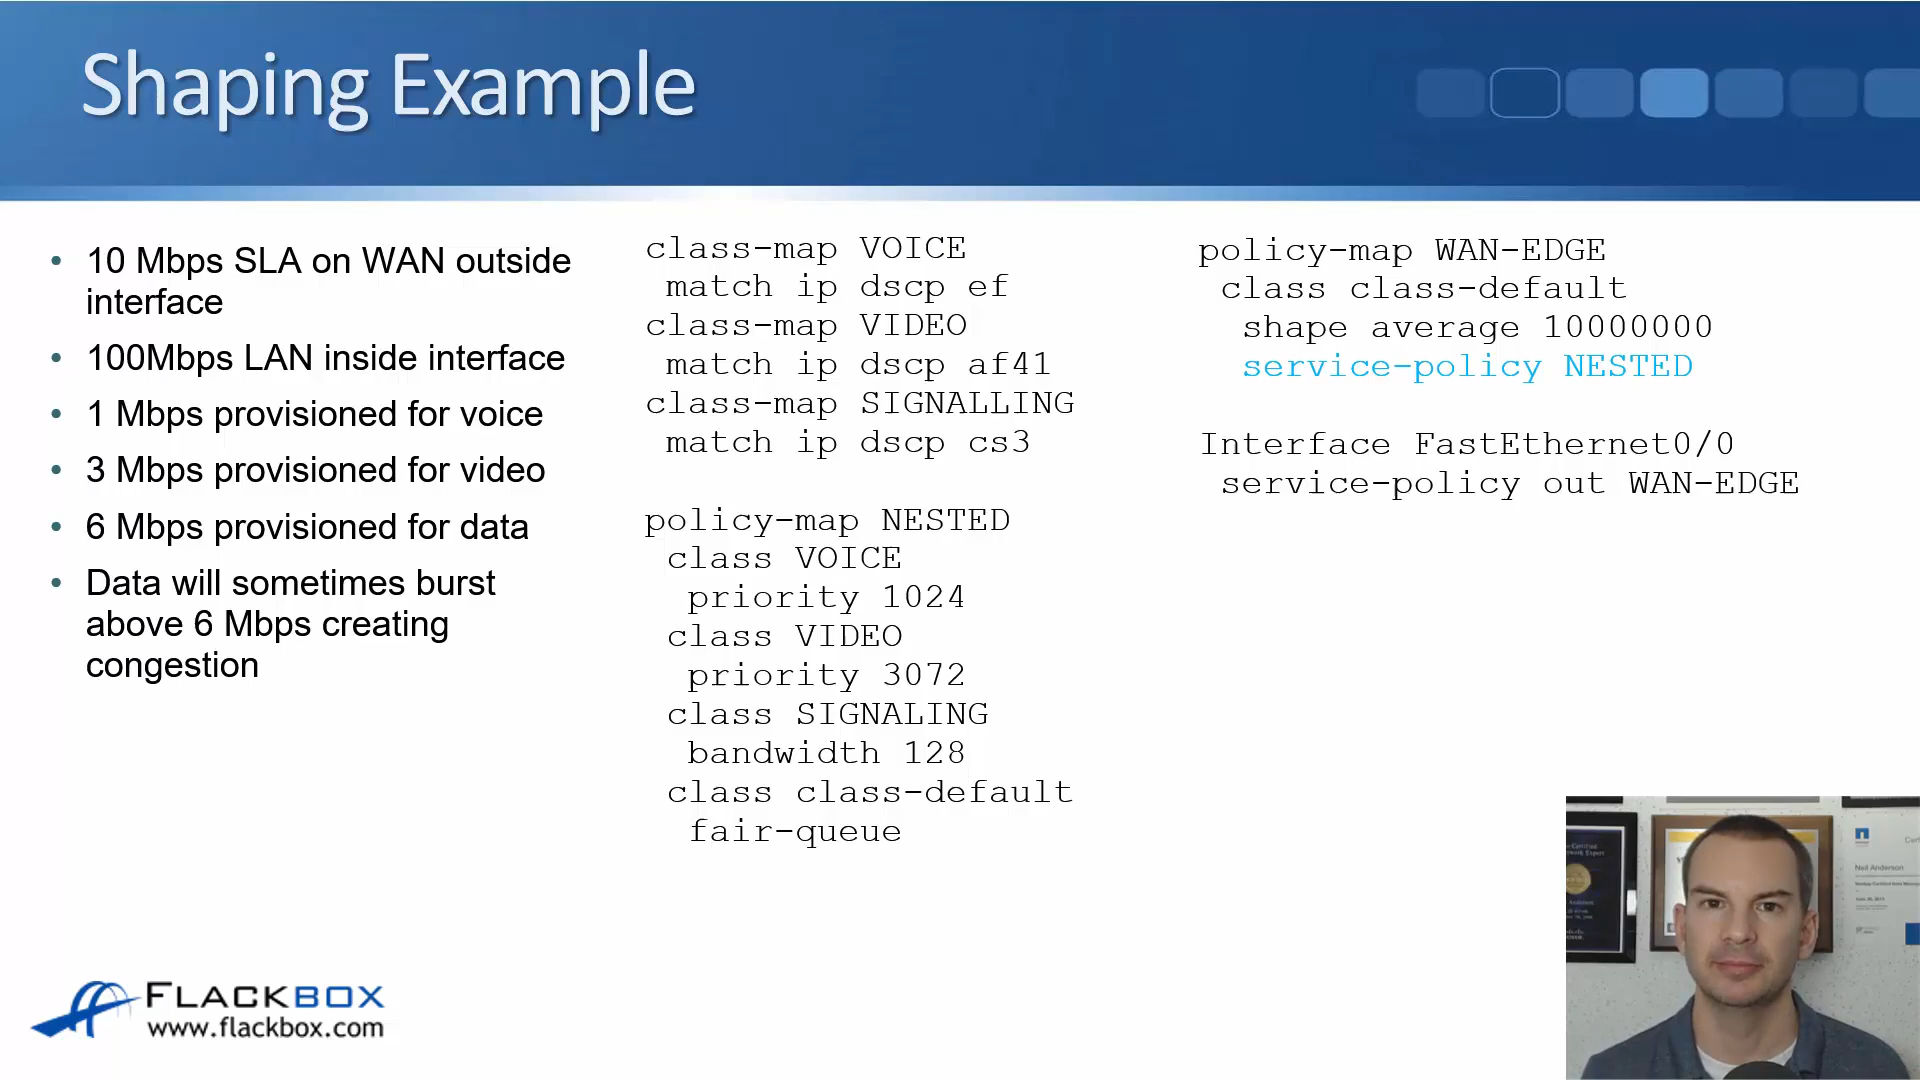 Shaping Example
10 Mbps SLA on WAN outside
interface
100Mbps LAN inside interface
1 Mbps provisioned for voice
3 Mbps provisioned for video
6 Mbps provisioned for data
Data will sometimes burst
above 6 Mbps creating
congestion
class-map VOICE
match ip dscp ef
class-map VIDEO
match ip dscp af41
class-map SIGNALLING
match ip dscp cs3
policy-map NESTED
class VOICE
priority 1024
class VIDEO
priority 3072
class SIGNALING
bandwidth 128
class class-default
fair-queue
policy-map WAN-EDGE
class class-default
shape average 10000000
service-policy NESTED
Interface FastEthernet0/0
service-policy out WAN-EDGE
FLACKBOX
www.flackbox.com
Neil Anderson